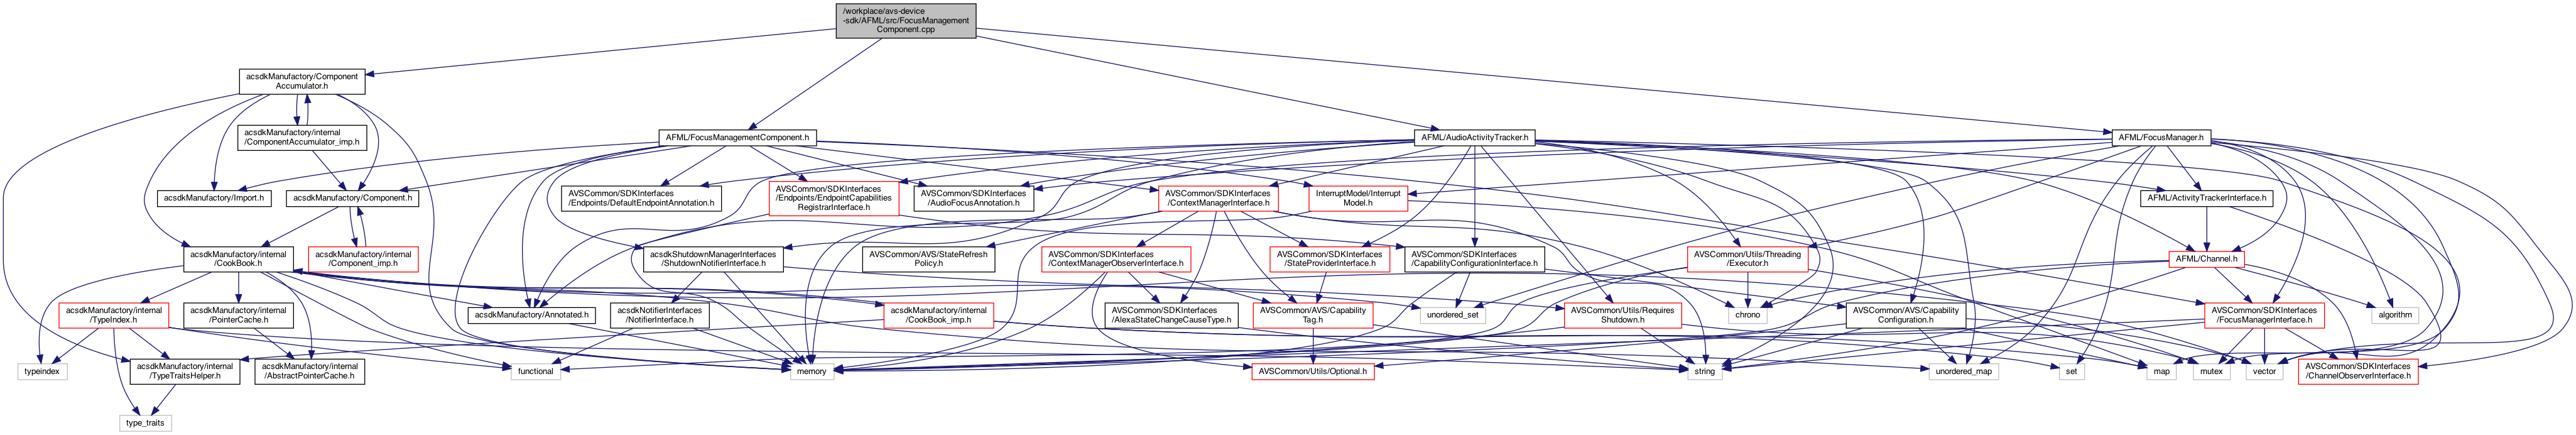 /workplace/avs-device
-sdk/AFML/src/FocusManagement
Component.cpp
acsdkManufactory/Component
Accumulator.h
acsdkManufactory/internal
/ComponentAccumulator_imp.h
AFML/FocusManagementComponent.h
AFML/AudioActivityTracker.h
AFML/FocusManager.h
acsdkManufactory/Import.h
acsdkManufactory/Component.h
AVSCommon/SDKInterfaces
/Endpoints/DefaultEndpointAnnotation.h
AVSCommon/SDKInterfaces
/Endpoints/EndpointCapabilities
RegistrarInterface.h
AVSCommon/SDKInterfaces
/AudioFocusAnnotation.h
AVSCommon/SDKInterfaces
/ContextManagerInterface.h
InterruptModel/Interrupt
Model.h
AFML/ActivityTrackerInterface.h
acsdkManufactory/internal
/CookBook.h
acsdkManufactory/internal
/Component_imp.h
acsdkShutdownManagerInterfaces
/ShutdownNotifierInterface.h
AVSCommon/AVS/StateRefresh
Policy.h
AVSCommon/SDKInterfaces
/ContextManagerObserverInterface.h
AVSCommon/SDKInterfaces
/StateProviderInterface.h
AVSCommon/SDKInterfaces
/CapabilityConfigurationInterface.h
AVSCommon/Utils/Threading
/Executor.h
AFML/Channel.h
acsdkManufactory/internal
/TypeIndex.h
acsdkManufactory/internal
/PointerCache.h
acsdkManufactory/Annotated.h
acsdkNotifierInterfaces
/NotifierInterface.h
acsdkManufactory/internal
/CookBook_imp.h
AVSCommon/SDKInterfaces
/AlexaStateChangeCauseType.h
AVSCommon/AVS/Capability
Tag.h
unordered_set
AVSCommon/Utils/Requires
Shutdown.h
chrono
AVSCommon/AVS/Capability
Configuration.h
AVSCommon/SDKInterfaces
/FocusManagerInterface.h
algorithm
typeindex
acsdkManufactory/internal
/TypeTraitsHelper.h
acsdkManufactory/internal
/AbstractPointerCache.h
functional
memory
AVSCommon/Utils/Optional.h
string
unordered_map
set
map
mutex
vector
AVSCommon/SDKInterfaces
/ChannelObserverInterface.h
type_traits